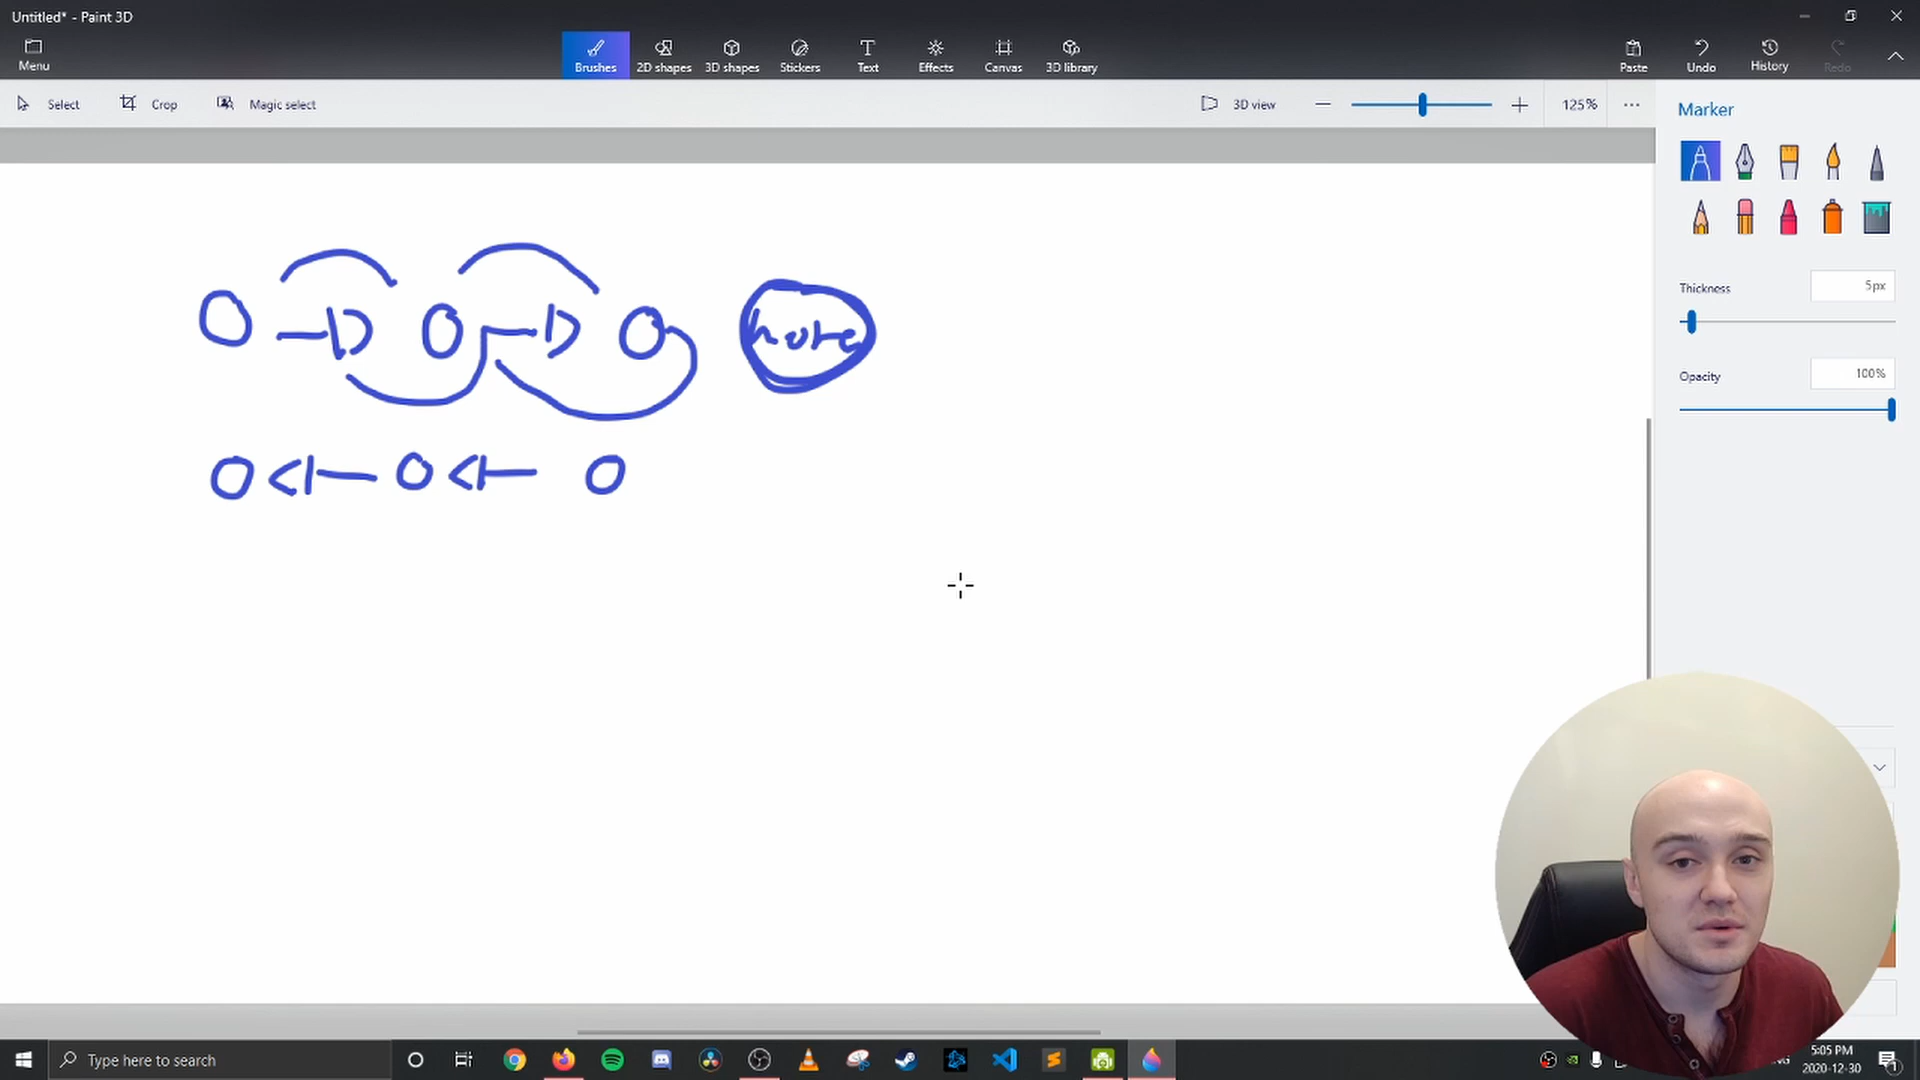 Untitled* - Paint 3D
Menu
Brushes
2D shapes
3D shapes
Stickers
Text
Effects
Canvas
3D library
Paste
Undo
History
Redo
Select
Crop
Magic select
3D view
125%
Marker
Thickness
5px
Opacity
100%
Type here to search
5:05 PM
2020-12-30